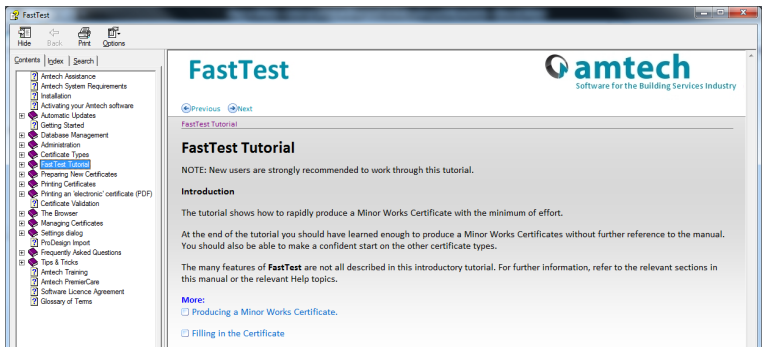 FastTest
Hide Back Print Options
Contents Index Search
Amtech Assistance
Amtech System Requirements
Installation
Activating your Amtech software
Automatic Updates
Getting Started
Database Management
Administration
Certificate Types
FastTest Tutorial
Preparing New Certificates
Printing Certificates
Printing an 'electronic' certificate (PDF)
Certificate Validation
The Browser
Managing Certificates
Settings dialog
ProDesign Import
Frequently Asked Questions
Tips & Tricks
Amtech Training
Amtech PremierCare
Software Licence Agreement
Glossary of Terms
FastTest
amtech
Software for the Building Services Industry
Previous Next
FastTest Tutorial
FastTest Tutorial
NOTE: New users are strongly recommended to work through this tutorial.
Introduction
The tutorial shows how to rapidly produce a Minor Works Certificate with the minimum of effort.
At the end of the tutorial you should have learned enough to produce a Minor Works Certificates without further reference to the manual.
You should also be able to make a confident start on the other certificate types.
The many features of FastTest are not all described in this introductory tutorial. For further information, refer to the relevant sections in
this manual or the relevant Help topics.
More:
Producing a Minor Works Certificate.
Filling in the Certificate